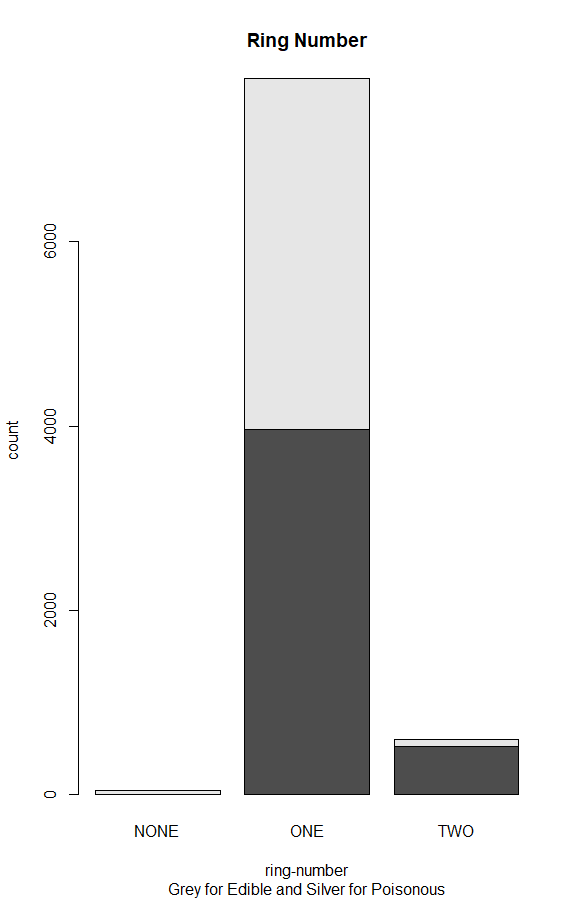 Ring Number
6000
4000
2000
0
count
NONE ONE TWO
ring-number
Grey for Edible and Silver for Poisonous